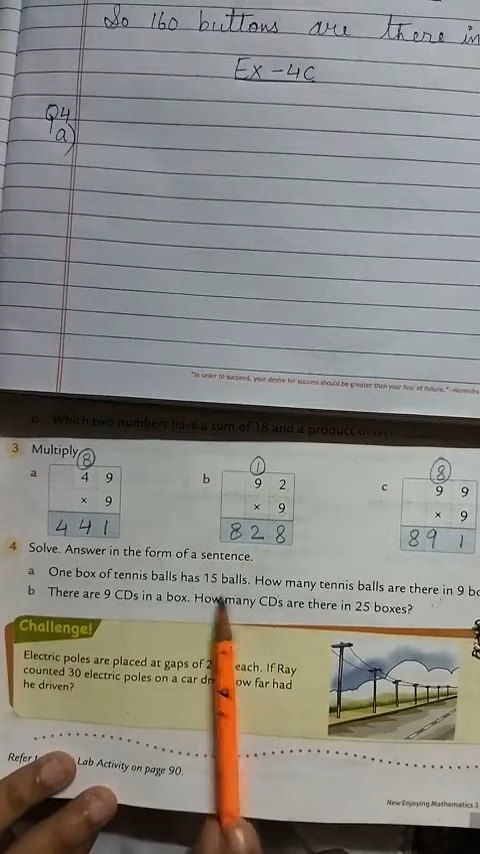 So 160 buttons are there in
Ex - 4C
Q4
a)
"In order to succeed, your desire for success should be greater than your fear of failure." -Narendra
Which two numbers have a sum of 18 and a product of
3 Multiply.
a 8 4 9 × 9 4 4 1
b 1 9 2 × 9 8 2 8
c 8 9 9 × 9 8 9 1
4 Solve. Answer in the form of a sentence.
a One box of tennis balls has 15 balls. How many tennis balls are there in 9 bo
b There are 9 CDs in a box. How many CDs are there in 25 boxes?
Challenge!
Electric poles are placed at gaps of 2 each. If Ray
counted 30 electric poles on a car dr ow far had
he driven?
Refer Lab Activity on page 90.
New Enjoying Mathematics 3